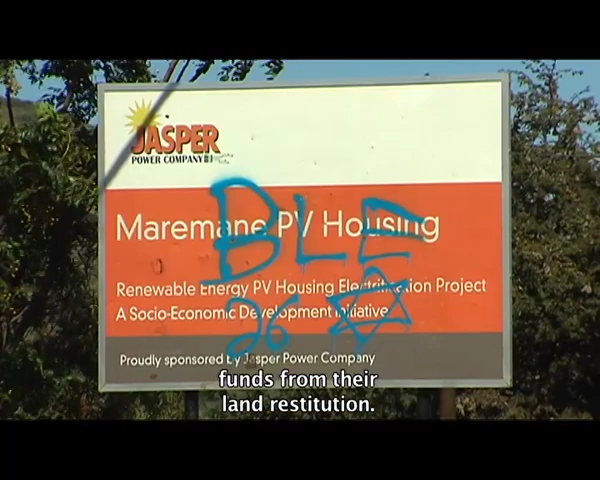 JASPER
POWER COMPANY
Maremane PV Housing
BLE
Renewable Energy PV Housing Electrification Project
A Socio-Economic Development Initiative
26
Proudly sponsored by Jasper Power Company
funds from their
land restitution.